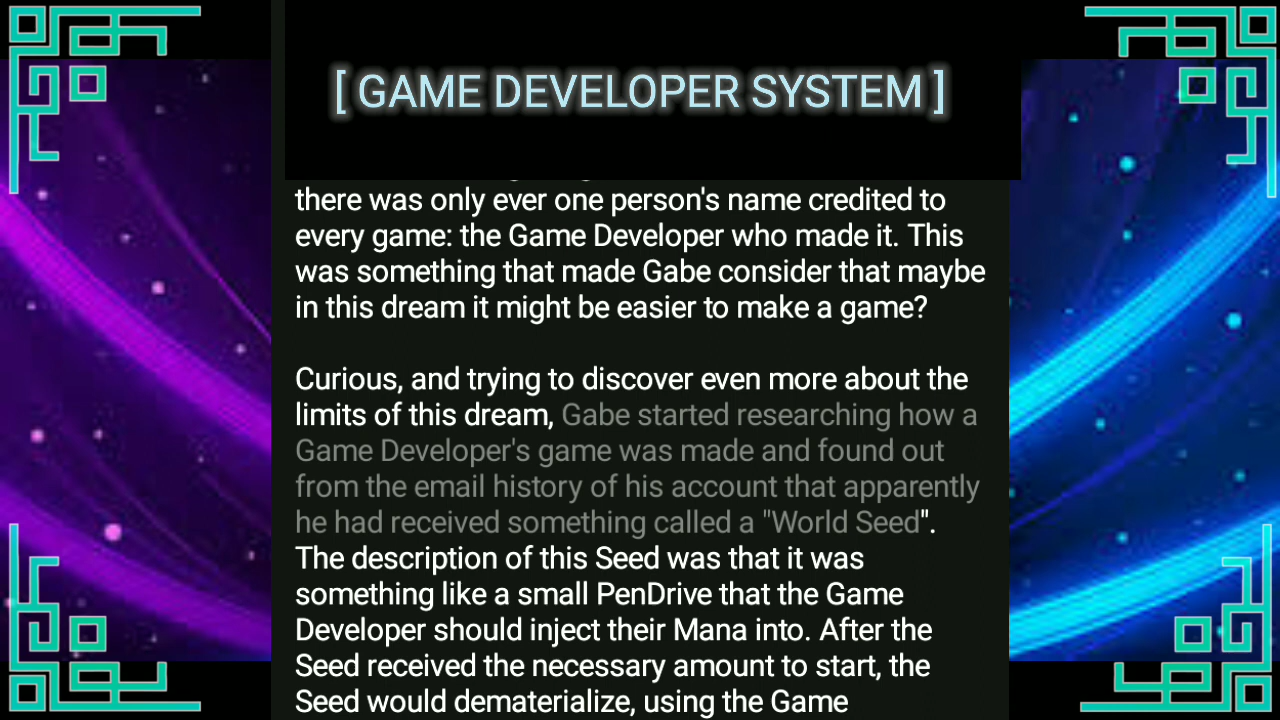 [ GAME DEVELOPER SYSTEM ]
there was only ever one person's name credited to
every game: the Game Developer who made it. This
was something that made Gabe consider that maybe
in this dream it might be easier to make a game?
Curious, and trying to discover even more about the
limits of this dream, Gabe started researching how a
Game Developer's game was made and found out
from the email history of his account that apparently
he had received something called a "World Seed".
The description of this Seed was that it was
something like a small PenDrive that the Game
Developer should inject their Mana into. After the
Seed received the necessary amount to start, the
Seed would dematerialize, using the Game